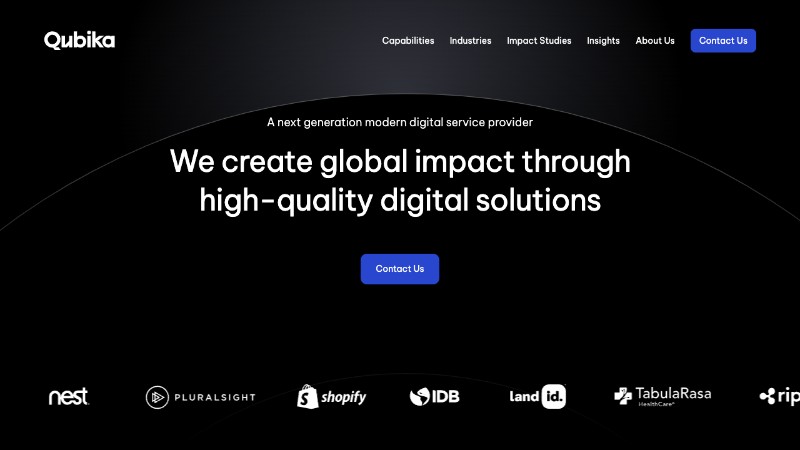 Qubika
Capabilities Industries Impact Studies Insights About Us Contact Us
A next generation modern digital service provider
We create global impact through
high-quality digital solutions
Contact Us
nest PLURALSIGHT shopify IDB land id. TabulaRasa rip
HealthCare